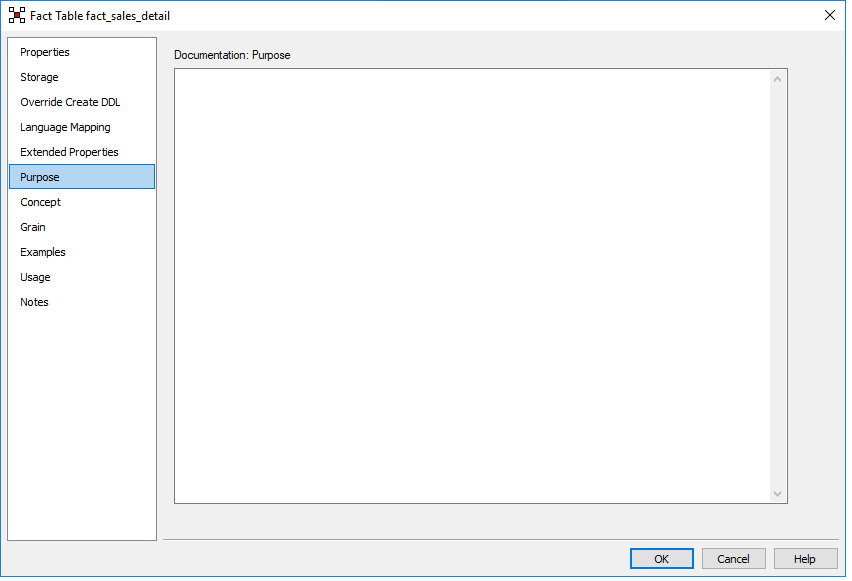 Fact Table fact_sales_detail
Properties
Storage
Override Create DDL
Language Mapping
Extended Properties
Purpose
Concept
Grain
Examples
Usage
Notes
Documentation: Purpose
OK
Cancel
Help